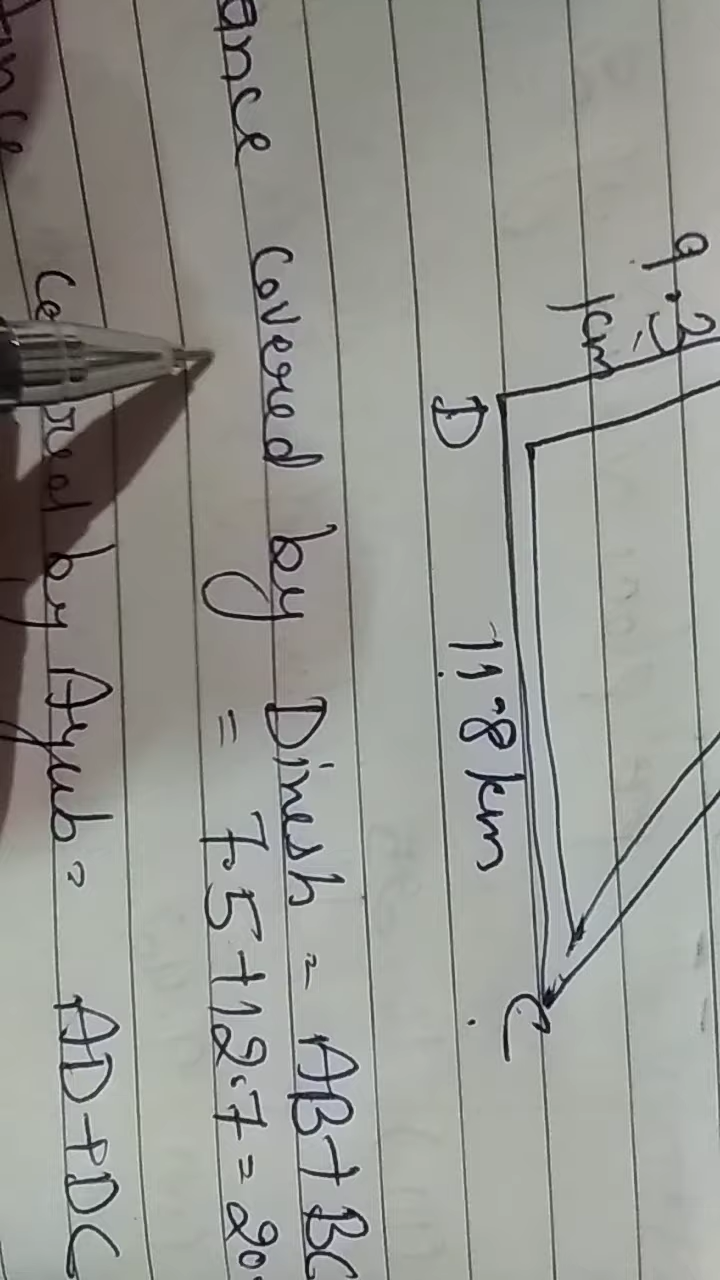 9.3
km
D
11.8 km
C
ance covered by Dinesh = AB+BC
= 7.5+12.7=20.
by Ayub = AD+DC